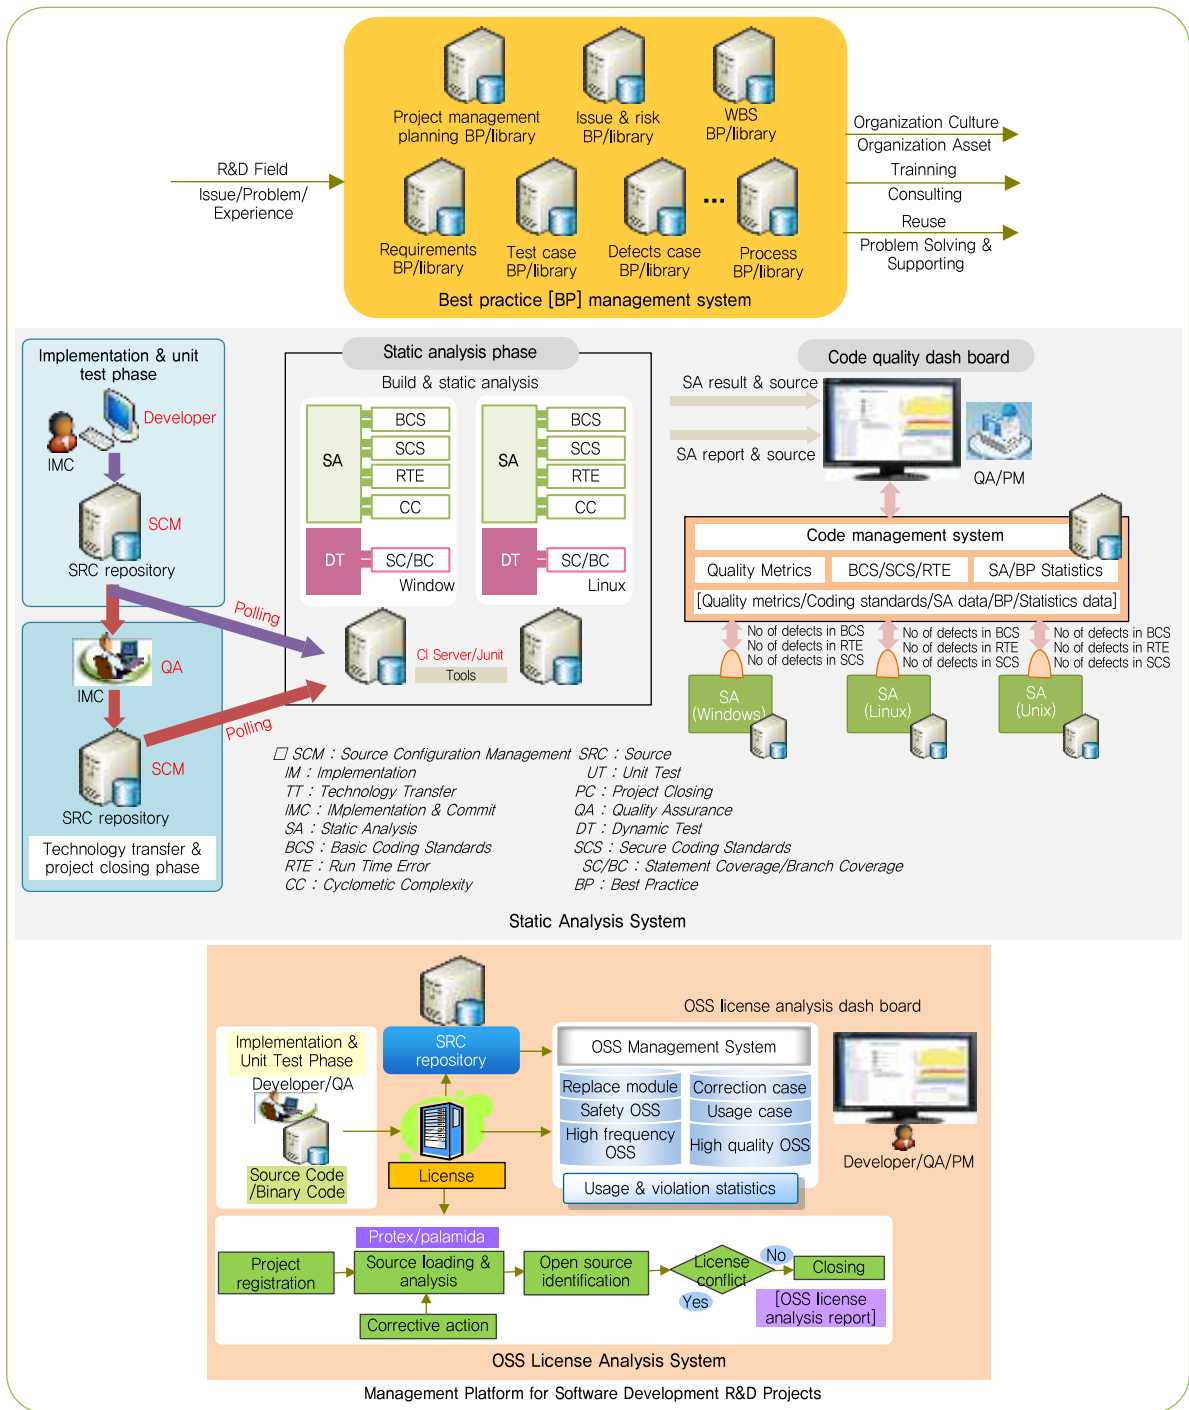 Project management
planning BP/library
Issue & risk
BP/library
WBS
BP/library
R&D Field
Issue/Problem/
Experience
Requirements
BP/library
Test case
BP/library
Defects case
BP/library
...
Process
BP/library
Best practice [BP] management system
Organization Culture
Organization Asset
Trainning
Consulting
Reuse
Problem Solving &
Supporting
Implementation & unit
test phase
Developer
IMC
SCM
SRC repository
Polling
QA
IMC
Polling
SCM
SRC repository
Technology transfer &
project closing phase
Static analysis phase
Build & static analysis
SA
BCS
SCS
RTE
CC
DT
SC/BC
Window
SA
BCS
SCS
RTE
CC
DT
SC/BC
Linux
CI Server/Junit
Tools
SA result & source
SA report & source
Code quality dash board
QA/PM
Code management system
Quality Metrics
BCS/SCS/RTE
SA/BP Statistics
[Quality metrics/Coding standards/SA data/BP/Statistics data]
No of defects in BCS
No of defects in RTE
No of defects in SCS
No of defects in BCS
No of defects in RTE
No of defects in SCS
No of defects in BCS
No of defects in RTE
No of defects in SCS
SA
(Windows)
SA
(Linux)
SA
(Unix)
□ SCM : Source Configuration Management SRC : Source
IM : Implementation UT : Unit Test
TT : Technology Transfer PC : Project Closing
IMC : IMplementation & Commit QA : Quality Assurance
SA : Static Analysis DT : Dynamic Test
BCS : Basic Coding Standards SCS : Secure Coding Standards
RTE : Run Time Error SC/BC : Statement Coverage/Branch Coverage
CC : Cyclometic Complexity BP : Best Practice
Static Analysis System
OSS license analysis dash board
Implementation &
Unit Test Phase
Developer/QA
Source Code
/Binary Code
SRC
repository
License
OSS Management System
Replace module
Safety OSS
High frequency
OSS
Correction case
Usage case
High quality OSS
Usage & violation statistics
Developer/QA/PM
Protex/palamida
Project
registration
Source loading &
analysis
Open source
identification
License
conflict
No
Yes
Closing
[OSS license
analysis report]
Corrective action
OSS License Analysis System
Management Platform for Software Development R&D Projects